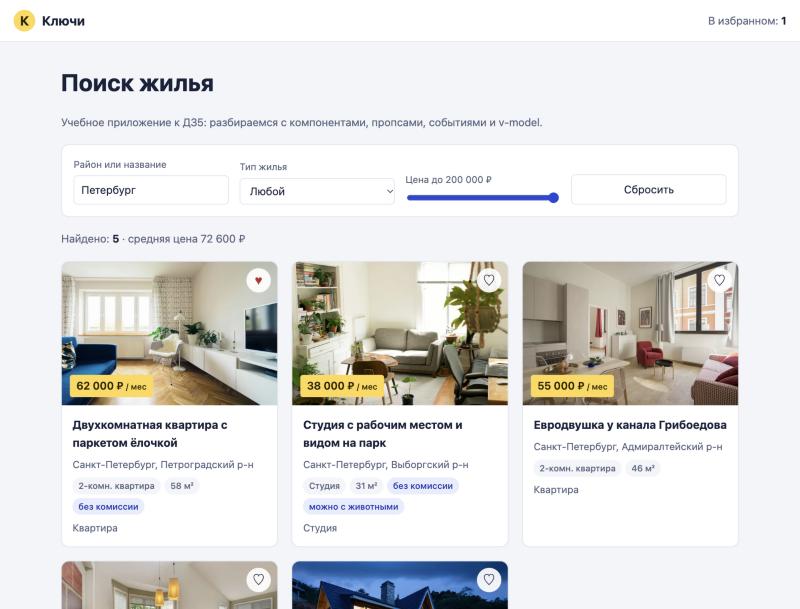 К Ключи
В избранном: 1
Поиск жилья
Учебное приложение к ДЗ5: разбираемся с компонентами, пропсами, событиями и v-model.
Район или название
Петербург
Тип жилья
Любой
Цена до 200 000 ₽
Сбросить
Найдено: 5 · средняя цена 72 600 ₽
62 000 ₽ / мес
Двухкомнатная квартира с
паркетом ёлочкой
Санкт-Петербург, Петроградский р-н
2-комн. квартира 58 м²
без комиссии
Квартира
38 000 ₽ / мес
Студия с рабочим местом и
видом на парк
Санкт-Петербург, Выборгский р-н
Студия 31 м² без комиссии
можно с животными
Студия
55 000 ₽ / мес
Евродвушка у канала Грибоедова
Санкт-Петербург, Адмиралтейский р-н
2-комн. квартира 46 м²
Квартира